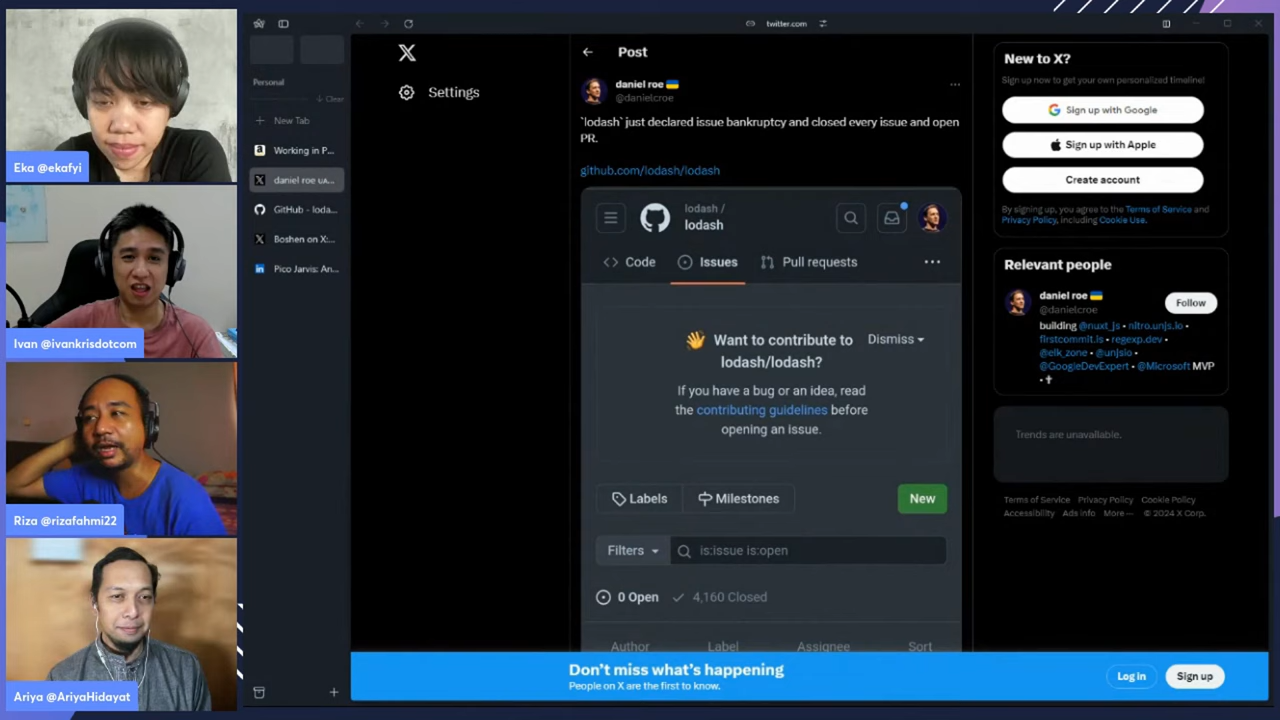 Eka @ekafyi
Ivan @ivankrisdotcom
Riza @rizafahmi22
Ariya @AriyaHidayat
twitter.com
Personal
Clear
New Tab
Working in P...
daniel roe UA...
GitHub - loda...
Boshen on X:...
Pico Jarvis: An...
Settings
Post
daniel roe
@danielcroe
`lodash` just declared issue bankruptcy and closed every issue and open
PR.
github.com/lodash/lodash
lodash /
lodash
Code
Issues
Pull requests
Want to contribute to
lodash/lodash?
Dismiss
If you have a bug or an idea, read
the contributing guidelines before
opening an issue.
Labels
Milestones
New
Filters
is:issue is:open
0 Open
4,160 Closed
Author
Label
Assignee
Sort
New to X?
Sign up now to get your own personalized timeline!
Sign up with Google
Sign up with Apple
Create account
By signing up, you agree to the Terms of Service and
Privacy Policy, including Cookie Use.
Relevant people
daniel roe
@danielcroe
Follow
building @nuxt_js • nitro.unjs.io •
firstcommit.is • regexp.dev •
@elk_zone • @unjsio
@GoogleDevExpert • @Microsoft MVP
• ✝
Trends are unavailable.
Terms of Service Privacy Policy Cookie Policy
Accessibility Ads info More ··· © 2024 X Corp.
Don't miss what's happening
People on X are the first to know.
Log in
Sign up